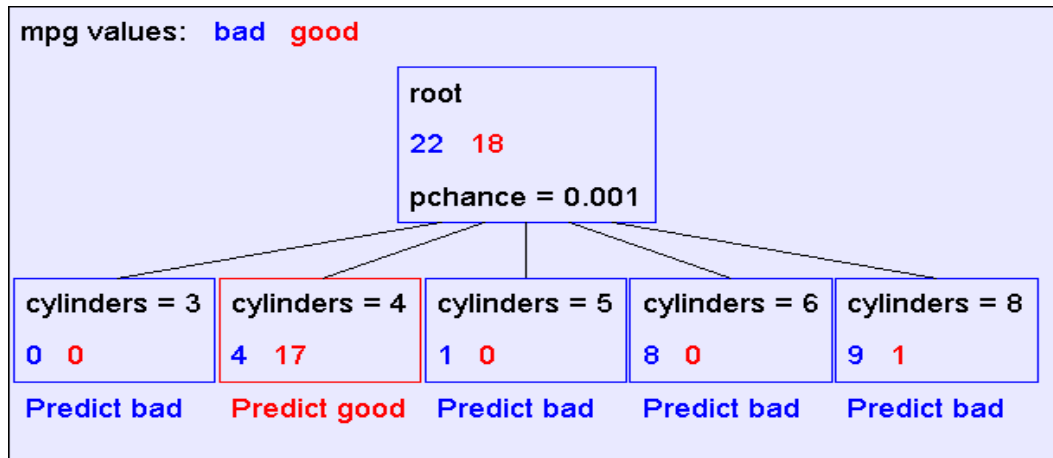 mpg values: bad good
root
22 18
pchance = 0.001
cylinders = 3
0 0
Predict bad
cylinders = 4
4 17
Predict good
cylinders = 5
1 0
Predict bad
cylinders = 6
8 0
Predict bad
cylinders = 8
9 1
Predict bad